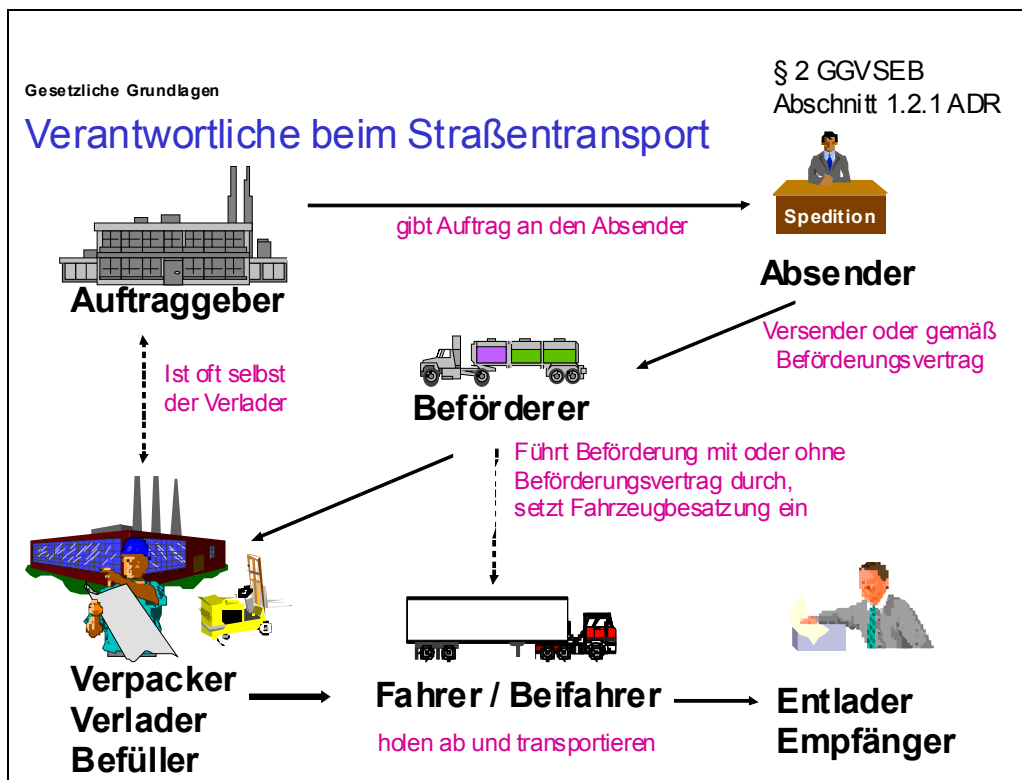 § 2 GGVSEB
Abschnitt 1.2.1 ADR
Gesetzliche Grundlagen
Verantwortliche beim Straßentransport
gibt Auftrag an den Absender
Spedition
Auftraggeber
Absender
Versender oder gemäß
Beförderungsvertrag
Ist oft selbst
der Verlader
Beförderer
Führt Beförderung mit oder ohne
Beförderungsvertrag durch,
setzt Fahrzeugbesatzung ein
Verpacker
Verlader
Befüller
Fahrer / Beifahrer
holen ab und transportieren
Entlader
Empfänger